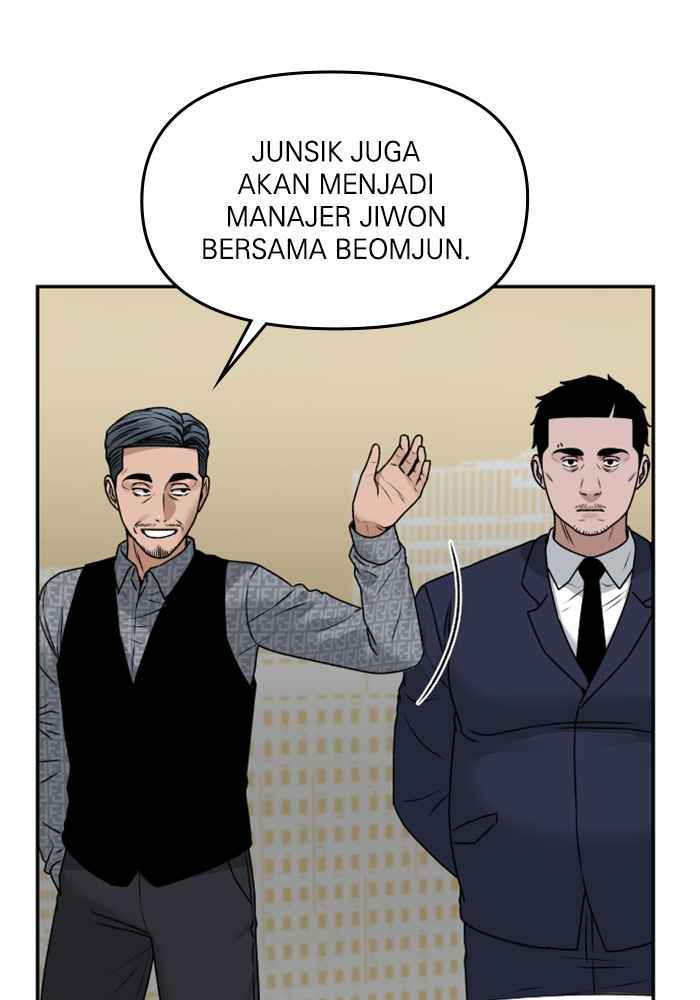 JUNSIK JUGA
AKAN MENJADI
MANAJER JIWON
BERSAMA BEOMJUN.